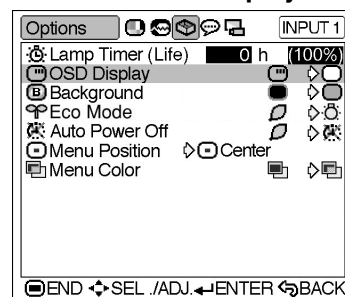 Options INPUT 1
Lamp Timer (Life) 0 h (100%)
OSD Display
B Background
Eco Mode
Auto Power Off
Menu Position Center
Menu Color
END SEL ./ADJ. ENTER BACK